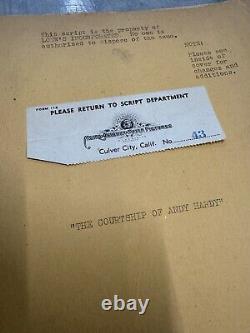 This script is the property of
LOEW'S INCORPORATED No one is
authorized to dispose of the same.
NOTE:
Please see
inside of
cover for
changes and
additions.
FORM
PLEASE RETURN TO SCRIPT DEPARTMENT
Culver City, Calif. No. 43
"THE COURTSHIP OF ANDY HARDY"